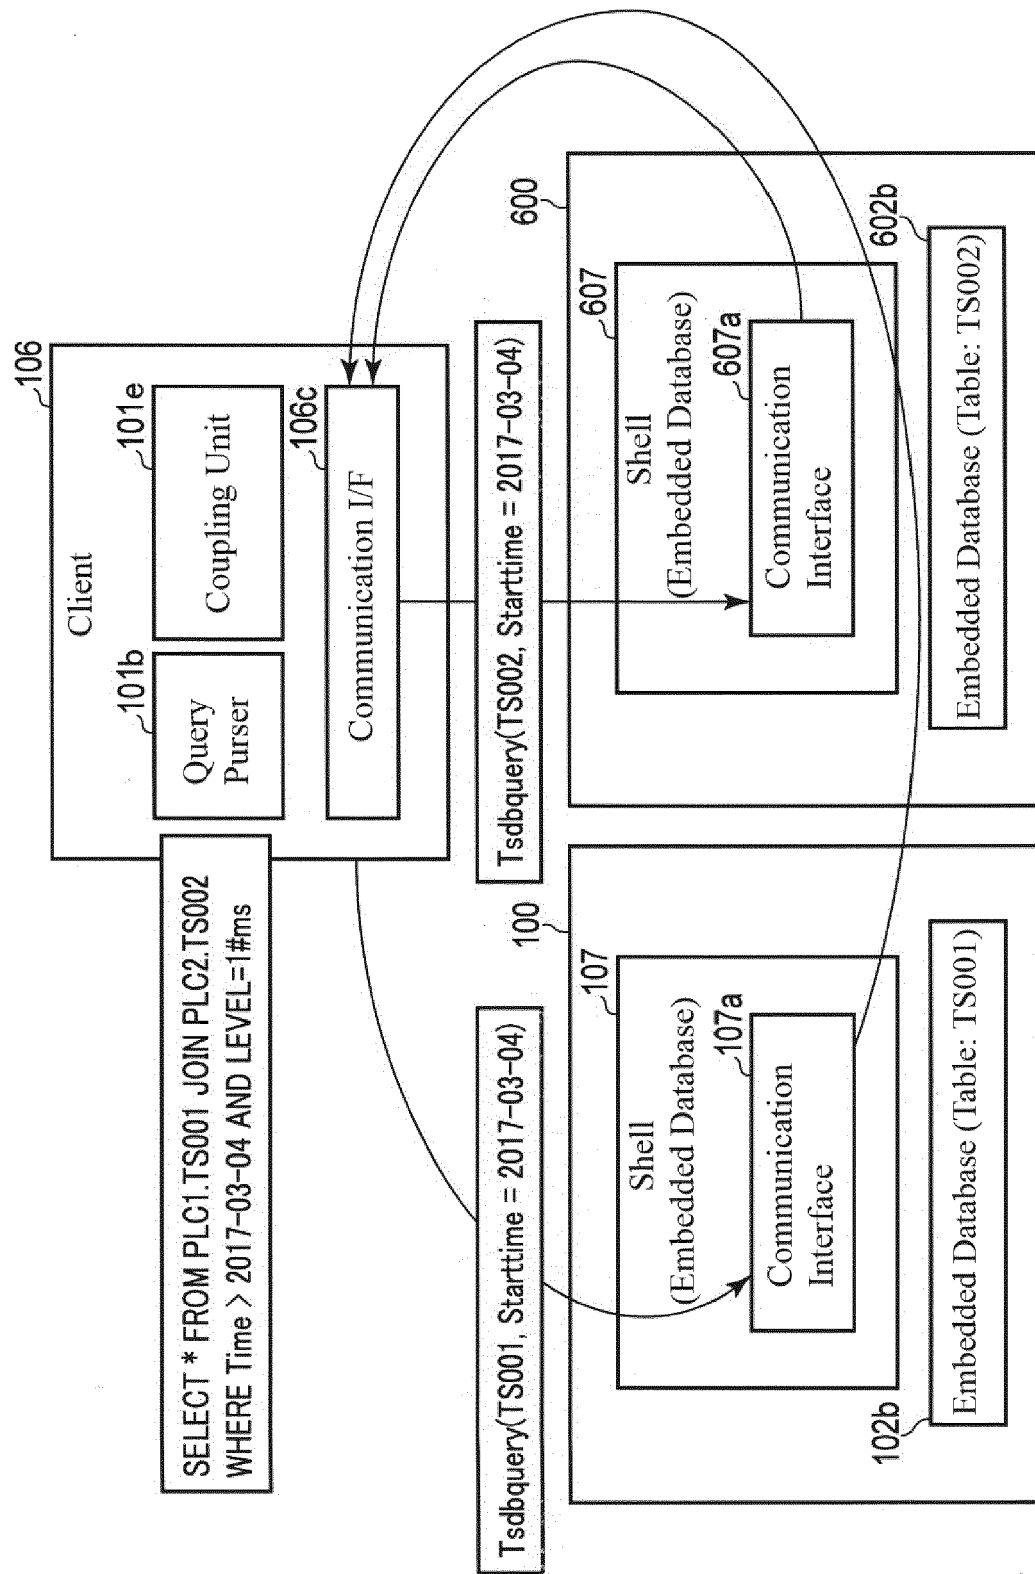 106
Client
101b
Query
Purser
101e
Coupling Unit
106c
Communication I/F
SELECT * FROM PLC1.TS001 JOIN PLC2.TS002
WHERE Time > 2017-03-04 AND LEVEL=1#ms
Tsdbquery(TS001, Starttime = 2017-03-04)
Tsdbquery(TS002, Starttime = 2017-03-04)
100
107
Shell
(Embedded Database)
107a
Communication
Interface
102b
Embedded Database (Table: TS001)
600
607
Shell
(Embedded Database)
607a
Communication
Interface
602b
Embedded Database (Table: TS002)